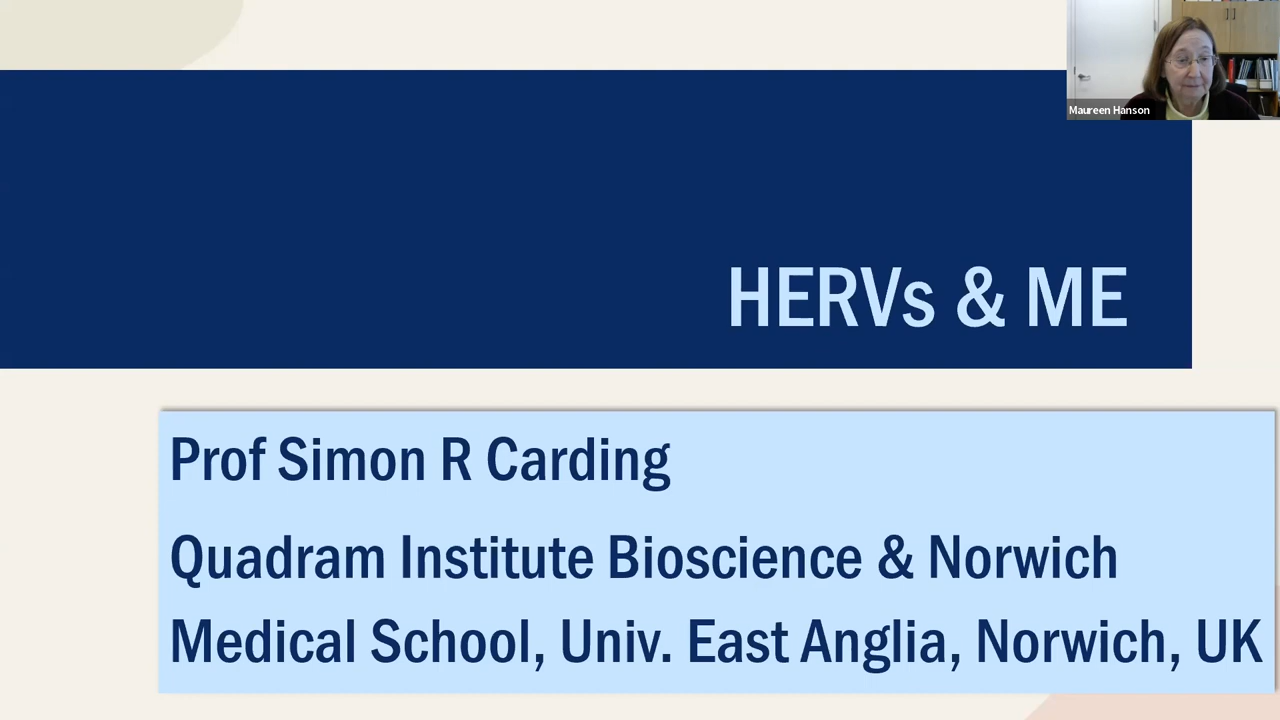 Maureen Hanson
HERVs & ME
Prof Simon R Carding
Quadram Institute Bioscience & Norwich
Medical School, Univ. East Anglia, Norwich, UK